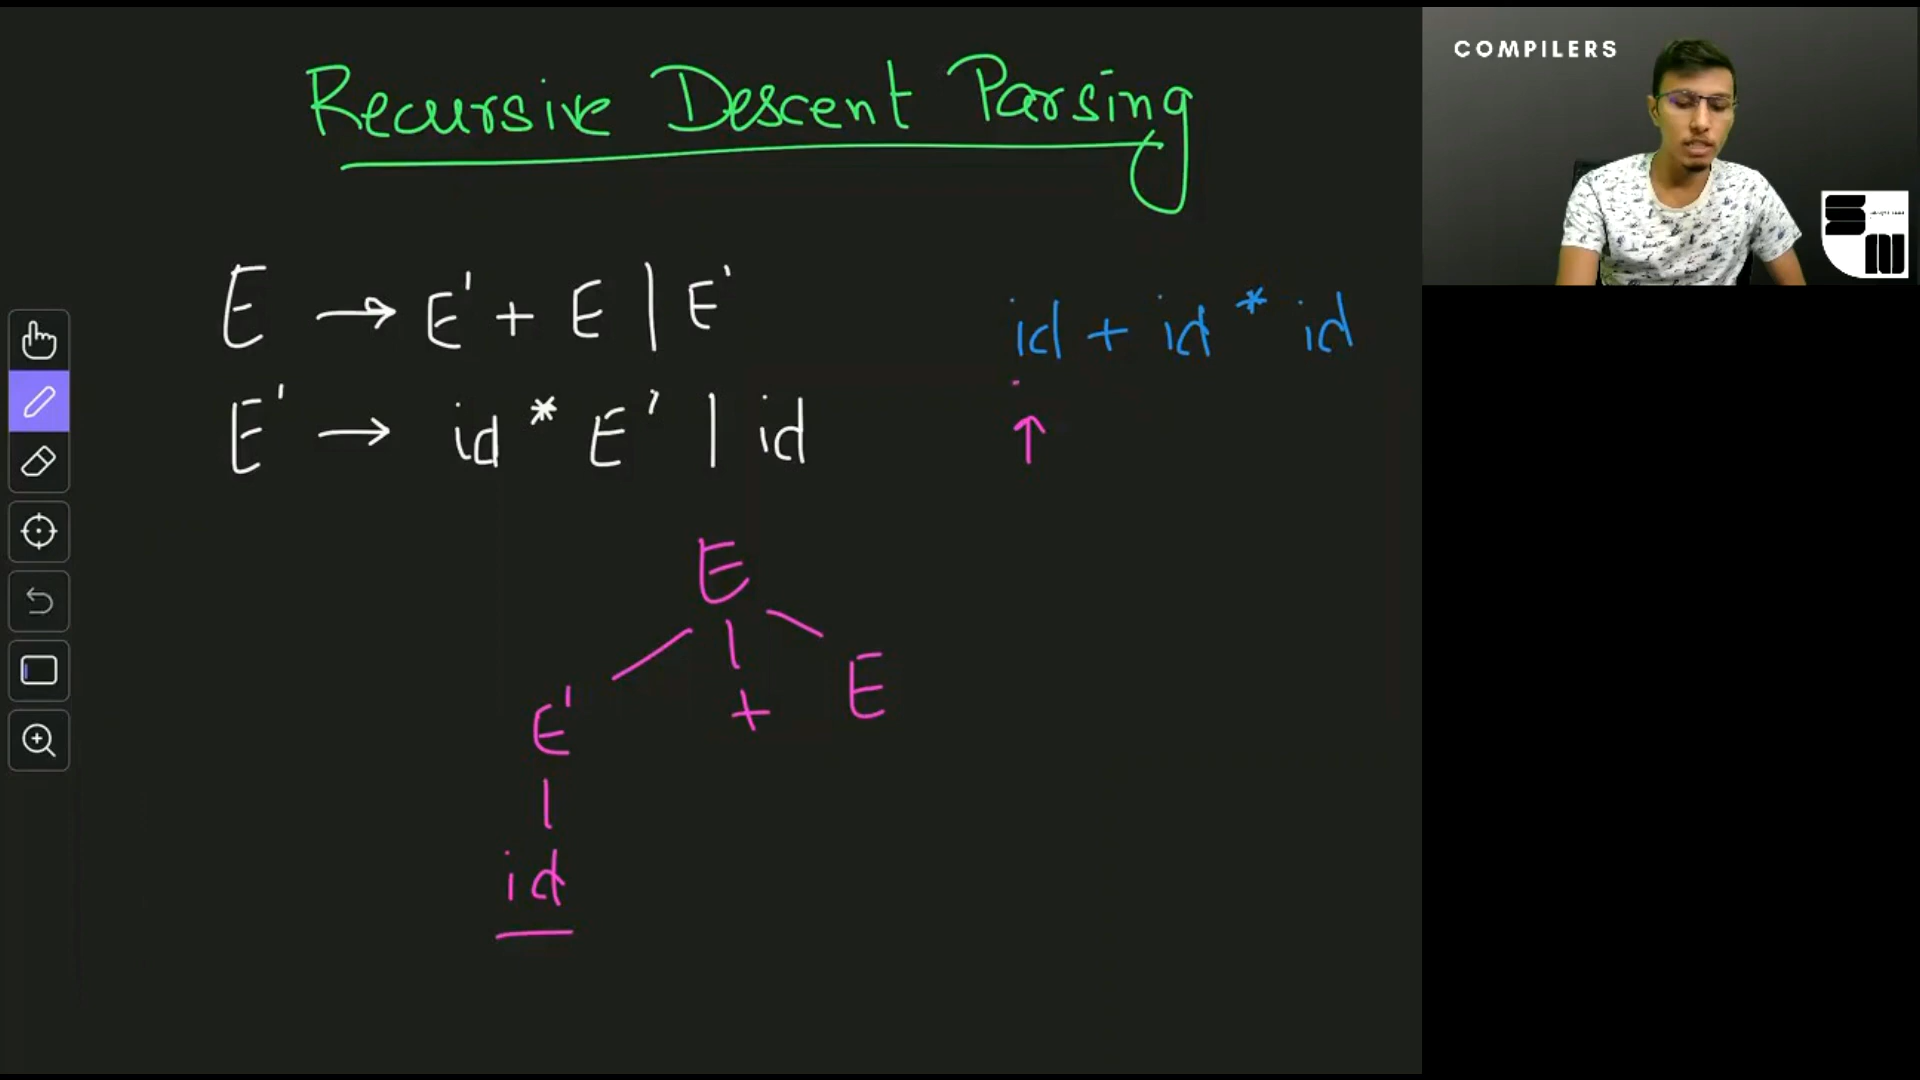 Recursive Descent Parsing
COMPILERS
E → E' + E | E'
id + id * id
E' → id * E' | id
↑
E
E' + E
id